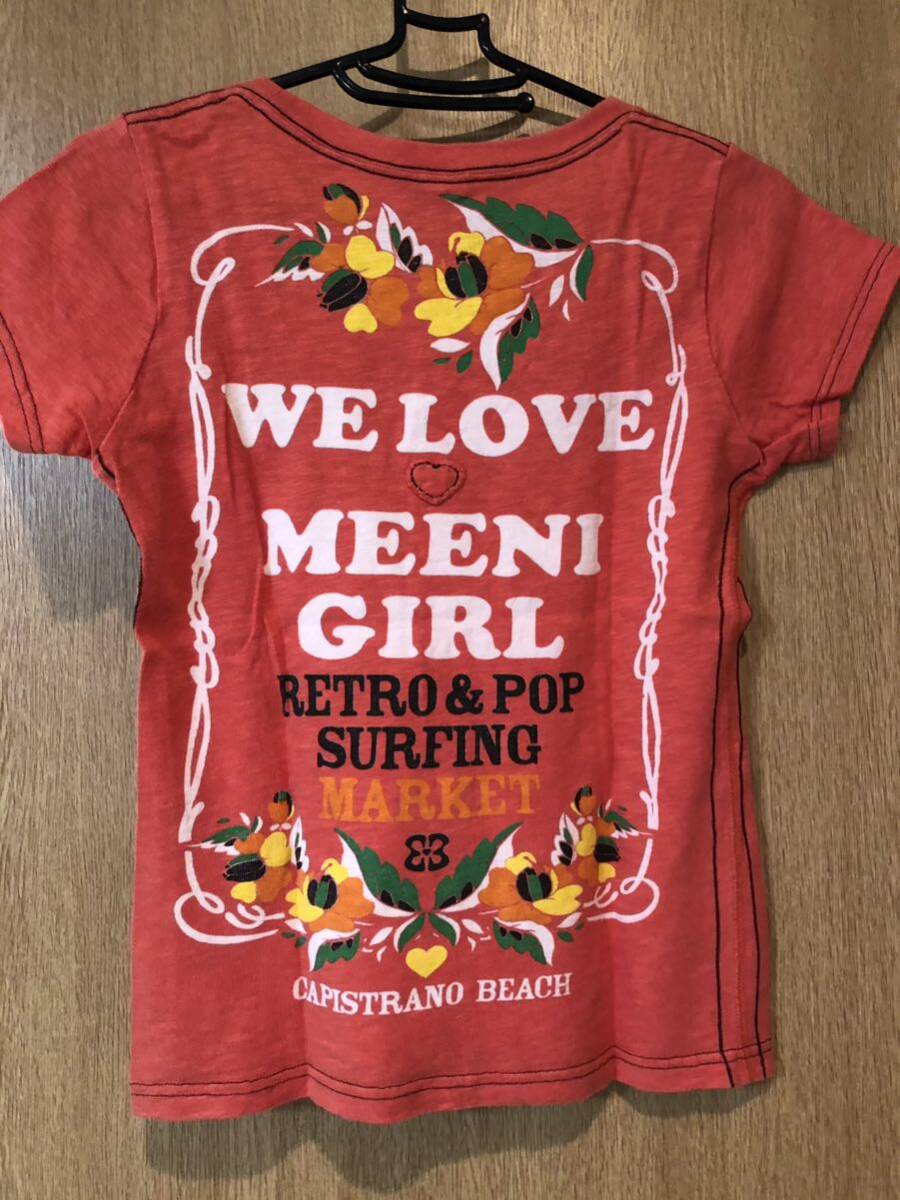 WE LOVE
MEENI
GIRL
RETRO & POP
SURFING
MARKET
CAPISTRANO BEACH